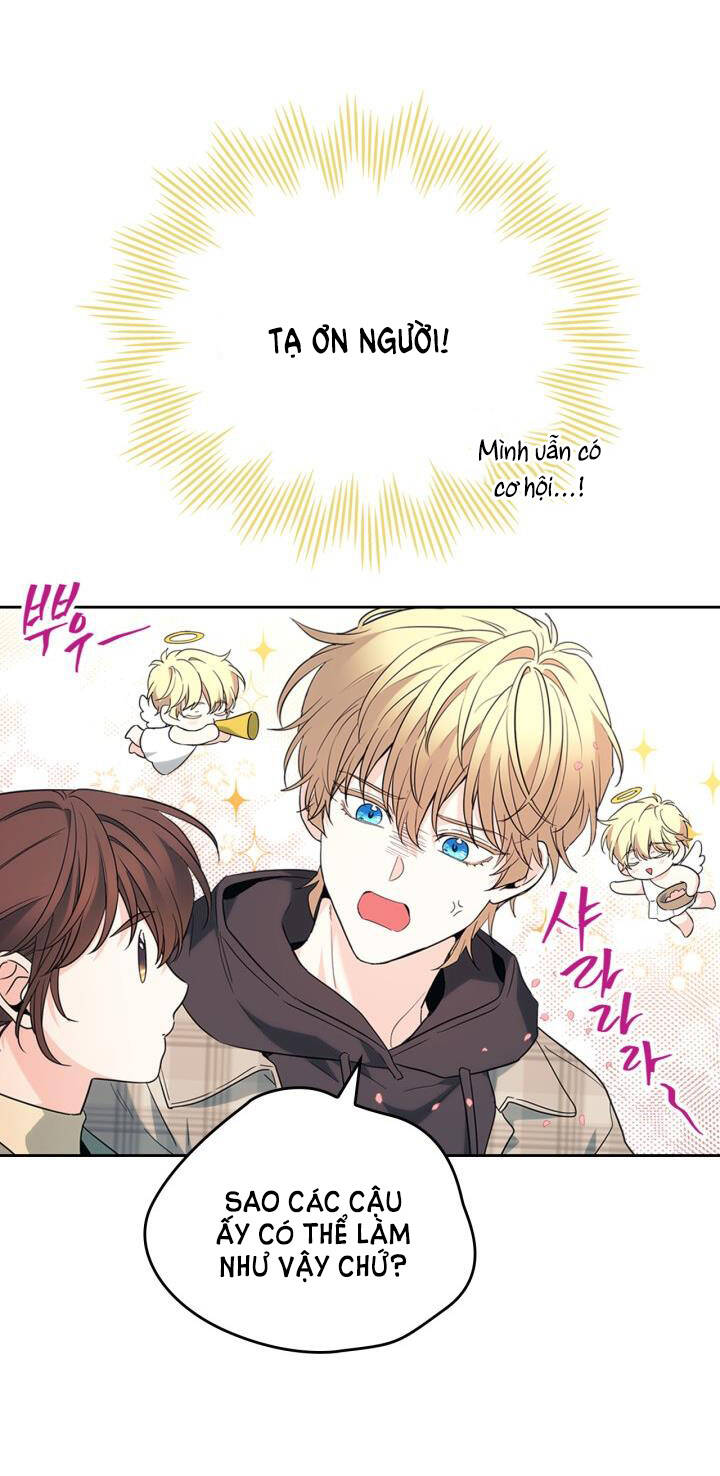 TẠ ƠN NGƯỜI!
Mình vẫn có
cơ hội...!
뿌우~
샤
라
라
라~
SAO CÁC CẬU
ẤY CÓ THỂ LÀM
NHƯ VẬY CHỨ?